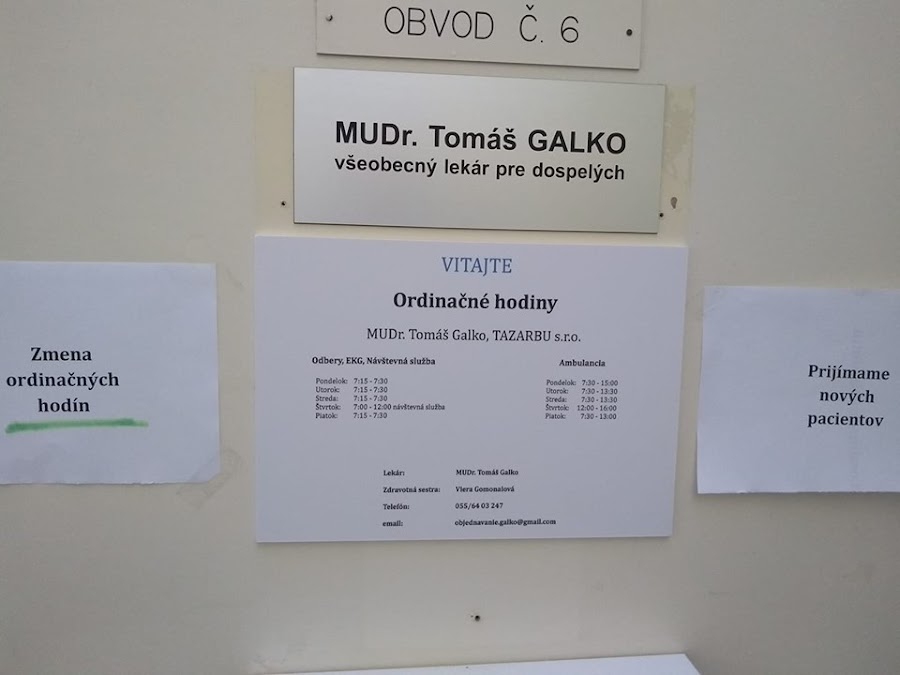 OBVOD Č. 6
MUDr. Tomáš GALKO
všeobecný lekár pre dospelých
VITAJTE
Ordinačné hodiny
MUDr. Tomáš Galko, TAZARBU s.r.o.
Odbery, EKG, Návštevná služba
Pondelok: 7:15 - 7:30
Utorok: 7:15 - 7:30
Streda: 7:15 - 7:30
Štvrtok: 7:00 - 12:00 návštevná služba
Piatok: 7:15 - 7:30
Ambulancia
Pondelok: 7:30 - 15:00
Utorok: 7:30 - 13:30
Streda: 7:30 - 13:30
Štvrtok: 12:00 - 16:00
Piatok: 7:30 - 13:00
Lekár: MUDr. Tomáš Galko
Zdravotná sestra: Viera Gomonalová
Telefón: 055/64 03 247
email: objednavanie.galko@gmail.com
Zmena
ordinačných
hodín
Prijímame
nových
pacientov